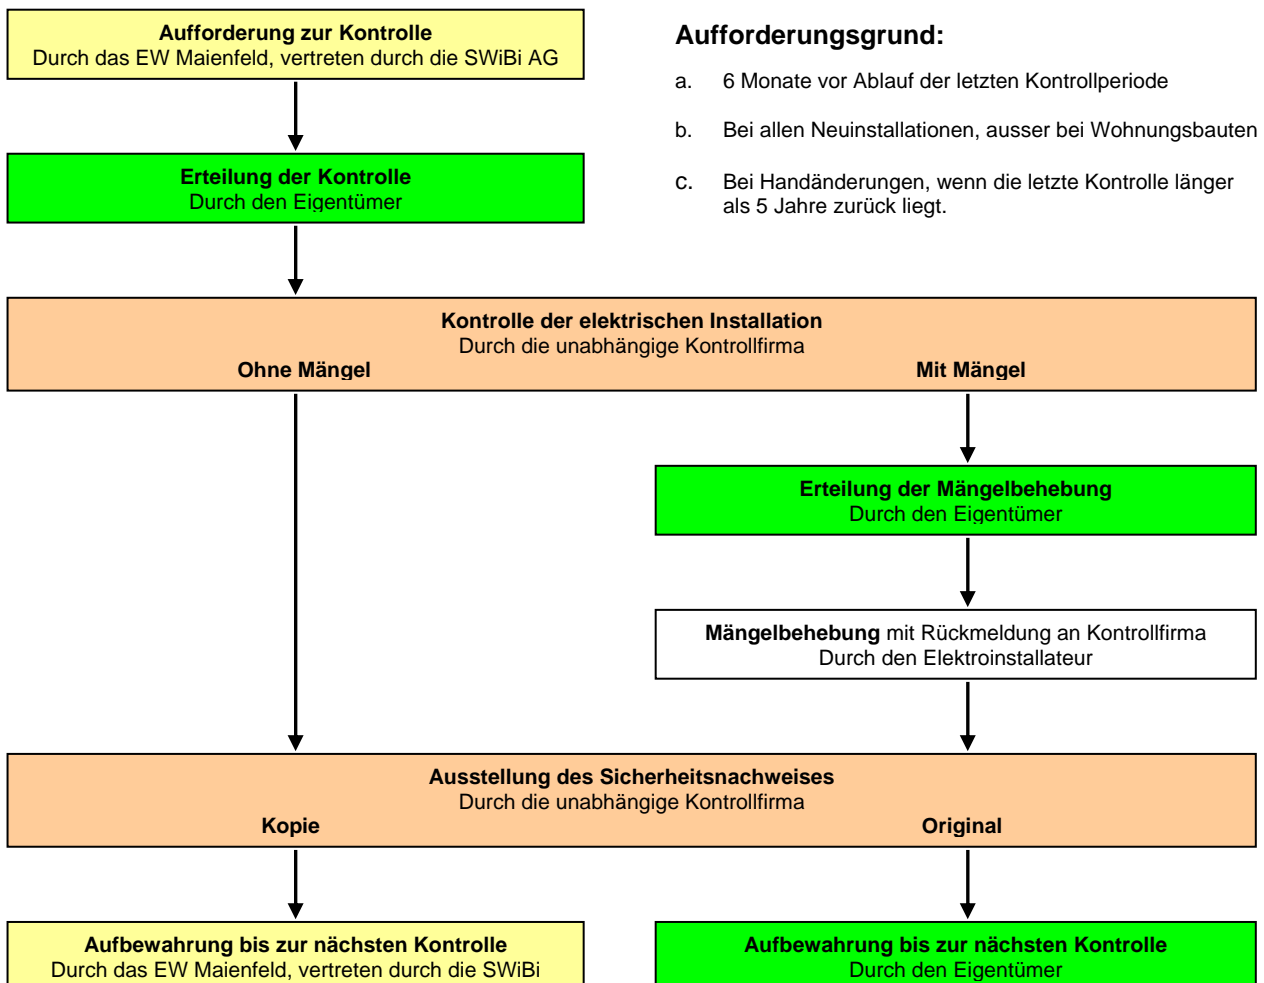 Aufforderung zur Kontrolle
Durch das EW Maienfeld, vertreten durch die SWiBi AG
Aufforderungsgrund:
a. 6 Monate vor Ablauf der letzten Kontrollperiode
b. Bei allen Neuinstallationen, ausser bei Wohnungsbauten
c. Bei Handänderungen, wenn die letzte Kontrolle länger
als 5 Jahre zurück liegt.
Erteilung der Kontrolle
Durch den Eigentümer
Kontrolle der elektrischen Installation
Durch die unabhängige Kontrollfirma
Ohne Mängel Mit Mängel
Erteilung der Mängelbehebung
Durch den Eigentümer
Mängelbehebung mit Rückmeldung an Kontrollfirma
Durch den Elektroinstallateur
Ausstellung des Sicherheitsnachweises
Durch die unabhängige Kontrollfirma
Kopie Original
Aufbewahrung bis zur nächsten Kontrolle
Durch das EW Maienfeld, vertreten durch die SWiBi
Aufbewahrung bis zur nächsten Kontrolle
Durch den Eigentümer